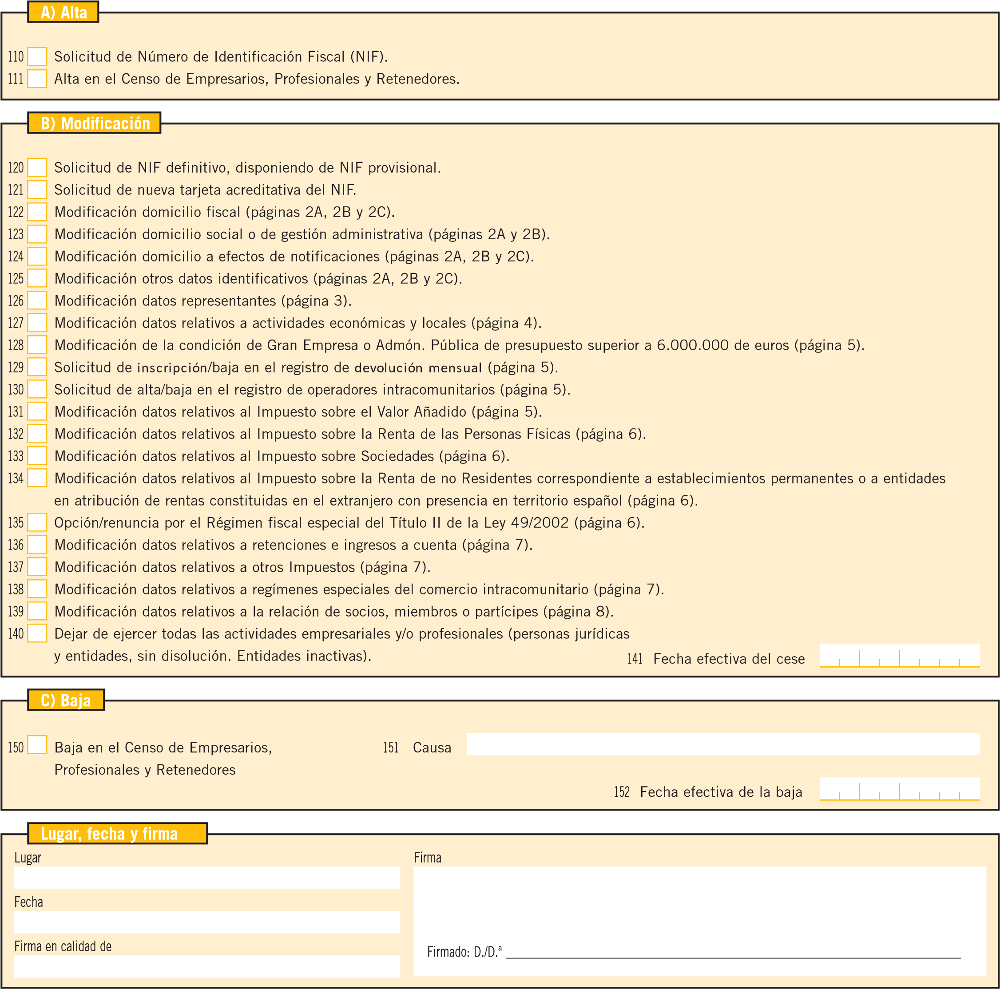 A) Alta
110 Solicitud de Número de Identificación Fiscal (NIF).
111 Alta en el Censo de Empresarios, Profesionales y Retenedores.
B) Modificación
120 Solicitud de NIF definitivo, disponiendo de NIF provisional.
121 Solicitud de nueva tarjeta acreditativa del NIF.
122 Modificación domicilio fiscal (páginas 2A, 2B y 2C).
123 Modificación domicilio social o de gestión administrativa (páginas 2A y 2B).
124 Modificación domicilio a efectos de notificaciones (páginas 2A, 2B y 2C).
125 Modificación otros datos identificativos (páginas 2A, 2B y 2C).
126 Modificación datos representantes (página 3).
127 Modificación datos relativos a actividades económicas y locales (página 4).
128 Modificación de la condición de Gran Empresa o Admón. Pública de presupuesto superior a 6.000.000 de euros (página 5).
129 Solicitud de inscripción/baja en el registro de devolución mensual (página 5).
130 Solicitud de alta/baja en el registro de operadores intracomunitarios (página 5).
131 Modificación datos relativos al Impuesto sobre el Valor Añadido (página 5).
132 Modificación datos relativos al Impuesto sobre la Renta de las Personas Físicas (página 6).
133 Modificación datos relativos al Impuesto sobre Sociedades (página 6).
134 Modificación datos relativos al Impuesto sobre la Renta de no Residentes correspondiente a establecimientos permanentes o a entidades
en atribución de rentas constituidas en el extranjero con presencia en territorio español (página 6).
135 Opción/renuncia por el Régimen fiscal especial del Título II de la Ley 49/2002 (página 6).
136 Modificación datos relativos a retenciones e ingresos a cuenta (página 7).
137 Modificación datos relativos a otros Impuestos (página 7).
138 Modificación datos relativos a regímenes especiales del comercio intracomunitario (página 7).
139 Modificación datos relativos a la relación de socios, miembros o partícipes (página 8).
140 Dejar de ejercer todas las actividades empresariales y/o profesionales (personas jurídicas
y entidades, sin disolución. Entidades inactivas).
141 Fecha efectiva del cese
C) Baja
150 Baja en el Censo de Empresarios,
Profesionales y Retenedores
151 Causa
152 Fecha efectiva de la baja
Lugar, fecha y firma
Lugar
Fecha
Firma en calidad de
Firma
Firmado: D./D.ª